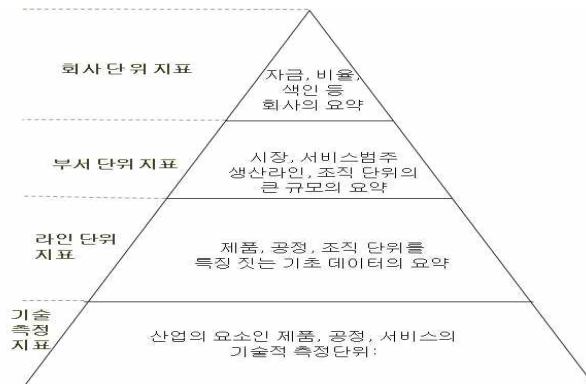 회사 단위 지표
자금, 비율,
색인 등
회사의 요약
부서 단위 지표
시장, 서비스범주
생산라인, 조직 단위의
큰 규모의 요약
라인 단위
지표
제품, 공정, 조직 단위를
특징 짓는 기초 데이터의 요약
기술
측정
지표
산업의 요소인 제품, 공정, 서비스의
기술적 측정단위: